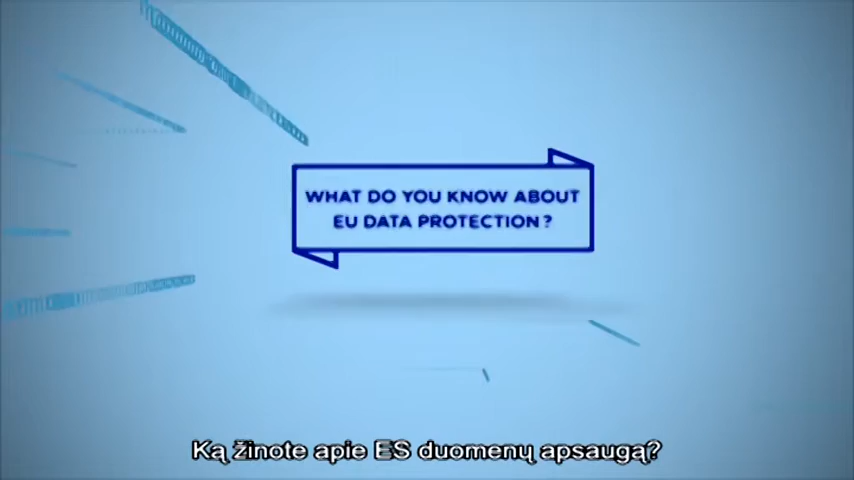 WHAT DO YOU KNOW ABOUT
EU DATA PROTECTION?
Ką žinote apie ES duomenų apsaugą?